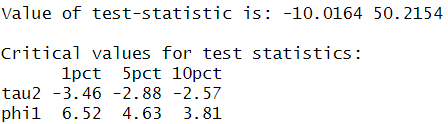 Value of test-statistic is: -10.0164 50.2154
Critical values for test statistics:
1pct 5pct 10pct
tau2 -3.46 -2.88 -2.57
phi1 6.52 4.63 3.81